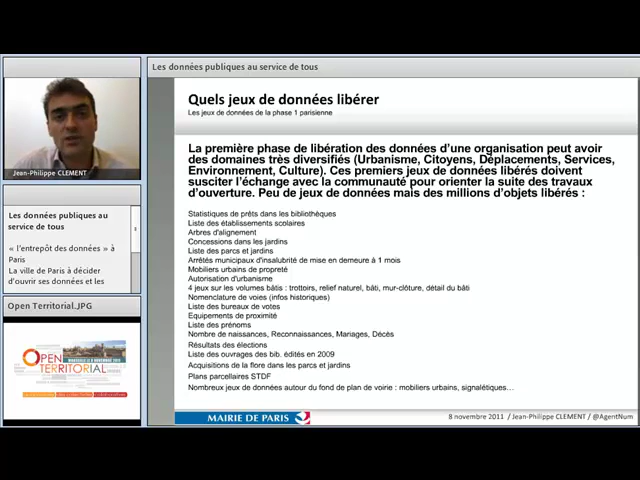 Les données publiques au service de tous
Jean-Philippe CLEMENT
Les données publiques au
service de tous
« l'entrepôt des données » à
Paris
La ville de Paris à décider
d'ouvrir ses données et les
Open Territorial.JPG
OPEN
TERRITORIAL
Quels jeux de données libérer
Les jeux de données de la phase 1 parisienne
La première phase de libération des données d'une organisation peut avoir
des domaines très diversifiés (Urbanisme, Citoyens, Déplacements, Services,
Environnement, Culture). Ces premiers jeux de données libérés doivent
susciter l'échange avec la communauté pour orienter la suite des travaux
d'ouverture. Peu de jeux de données mais des millions d'objets libérés :
Statistiques de prêts dans les bibliothèques
Liste des établissements scolaires
Arbres d'alignement
Concessions dans les jardins
Liste des parcs et jardins
Arrêtés municipaux d'insalubrité de mise en demeure à 1 mois
Mobiliers urbains de propreté
Autorisation d'urbanisme
4 jeux sur les volumes bâtis : trottoirs, relief naturel, bâti, mur-clôture, détail du bâti
Nomenclature de voies (infos historiques)
Liste des bureaux de votes
Equipements de proximité
Liste des prénoms
Nombre de naissances, Reconnaissances, Mariages, Décès
Résultats des élections
Liste des ouvrages des bib. édités en 2009
Acquisitions de la flore dans les parcs et jardins
Plans parcellaires STDF
Nombreux jeux de données autour du fond de plan de voirie : mobiliers urbains, signalétiques…
MAIRIE DE PARIS
8 novembre 2011 / Jean-Philippe CLEMENT / @AgentNum